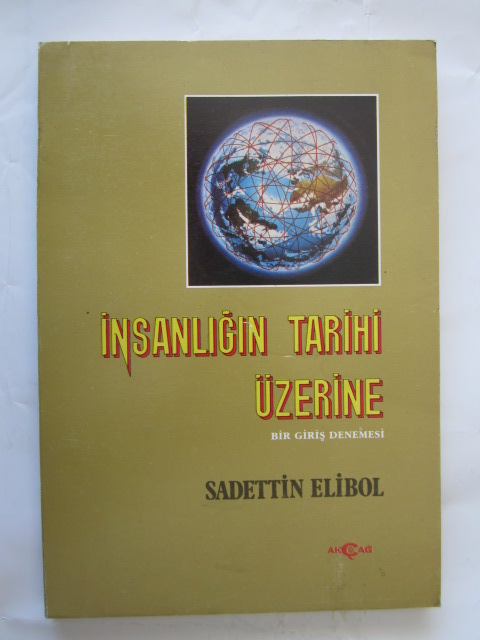 İNSANLIĞIN TARİHİ
ÜZERİNE
BİR GİRİŞ DENEMESİ
SADETTİN ELİBOL
AKÇAĞ